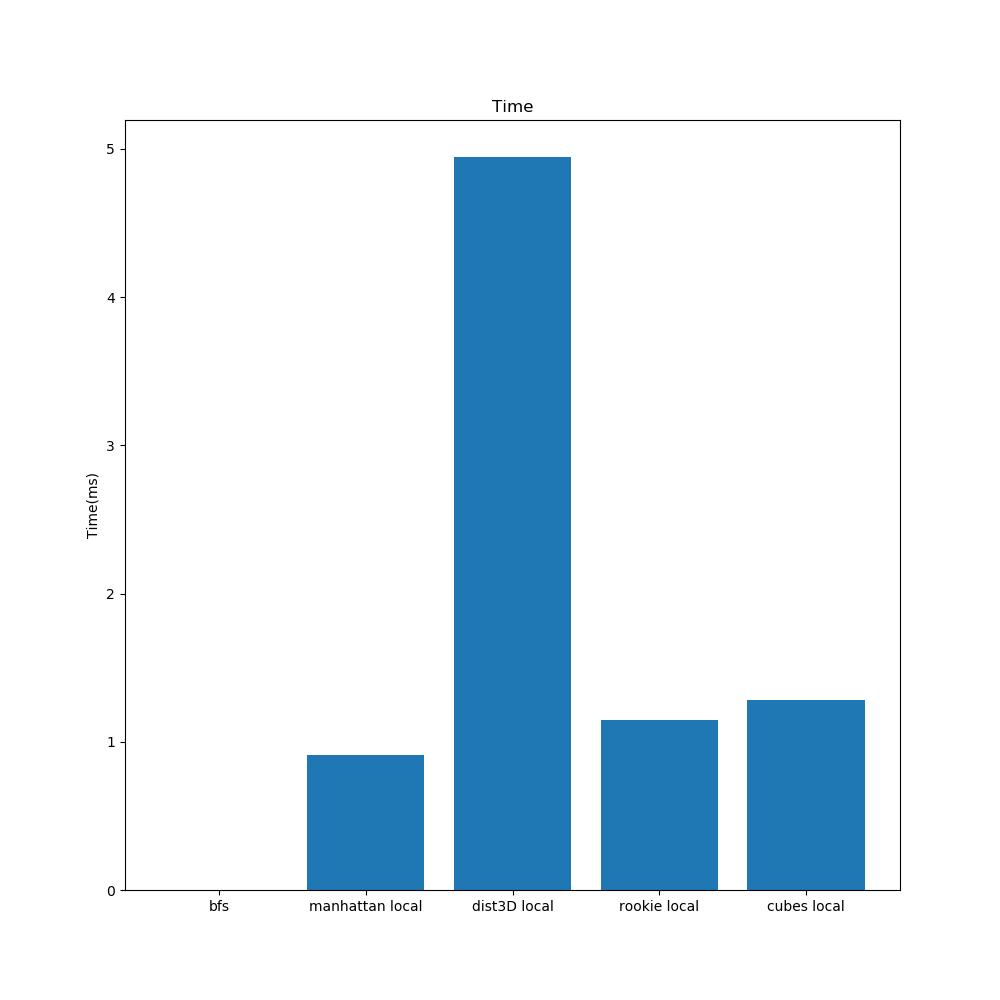 Time
5
4
3
2
1
0
Time(ms)
bfs
manhattan local
dist3D local
rookie local
cubes local